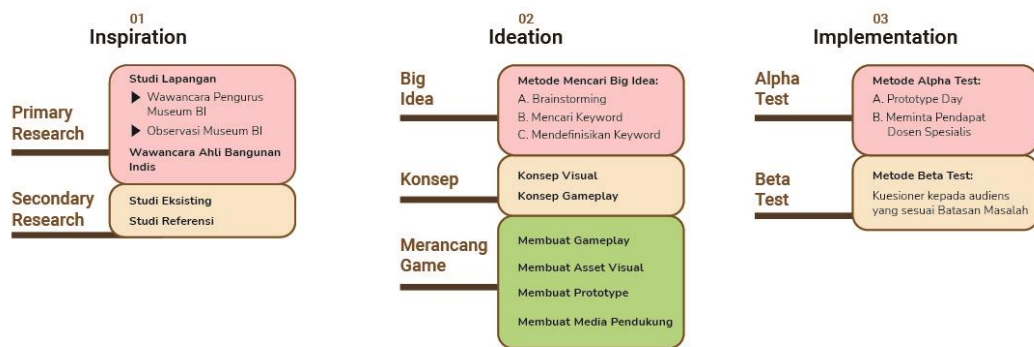 01
Inspiration
Primary
Research
Studi Lapangan
Wawancara Pengurus
Museum BI
Observasi Museum BI
Wawancara Ahli Bangunan
Indis
Secondary
Research
Studi Eksisting
Studi Referensi
02
Ideation
Big
Idea
Metode Mencari Big Idea:
A. Brainstorming
B. Mencari Keyword
C. Mendefinisikan Keyword
Konsep
Konsep Visual
Konsep Gameplay
Merancang
Game
Membuat Gameplay
Membuat Asset Visual
Membuat Prototype
Membuat Media Pendukung
03
Implementation
Alpha
Test
Metode Alpha Test:
A. Prototype Day
B. Meminta Pendapat
Dosen Spesialis
Beta
Test
Metode Beta Test:
Kuesioner kepada audiens
yang sesuai Batasan Masalah